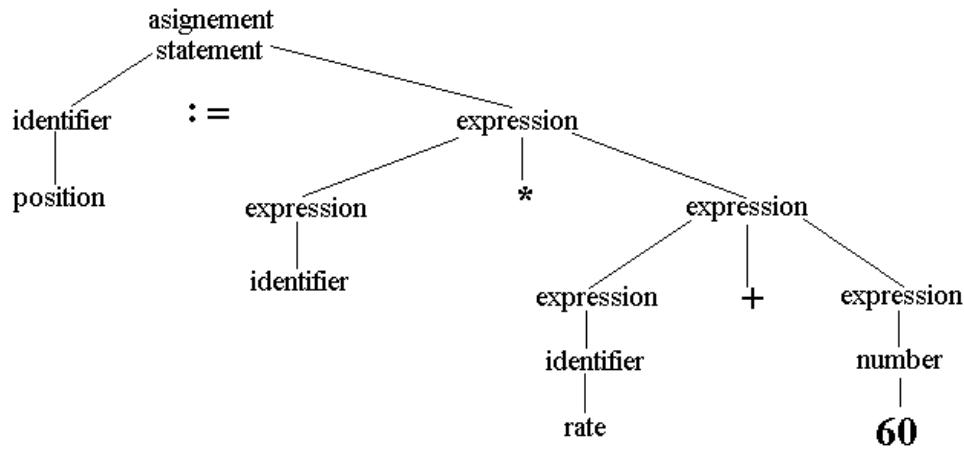 asignement
statement
identifier := expression
position expression * expression
identifier expression + expression
identifier number
rate 60